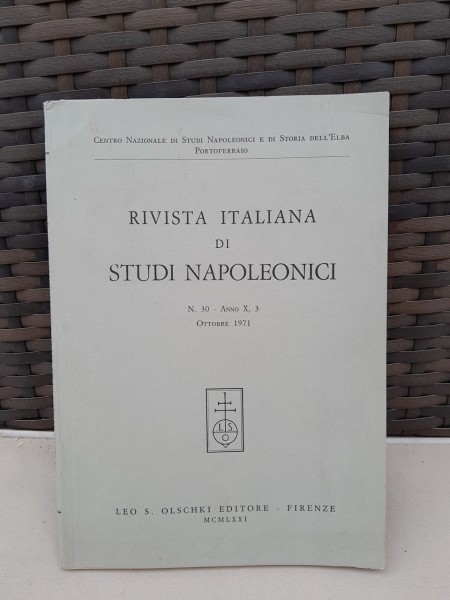 Centro Nazionale di Studi Napoleonici e di Storia dell'Elba
Portoferraio
RIVISTA ITALIANA
DI
STUDI NAPOLEONICI
N. 30 - Anno X, 3
Ottobre 1971
L S
O
LEO S. OLSCHKI EDITORE - FIRENZE
MCMLXXI